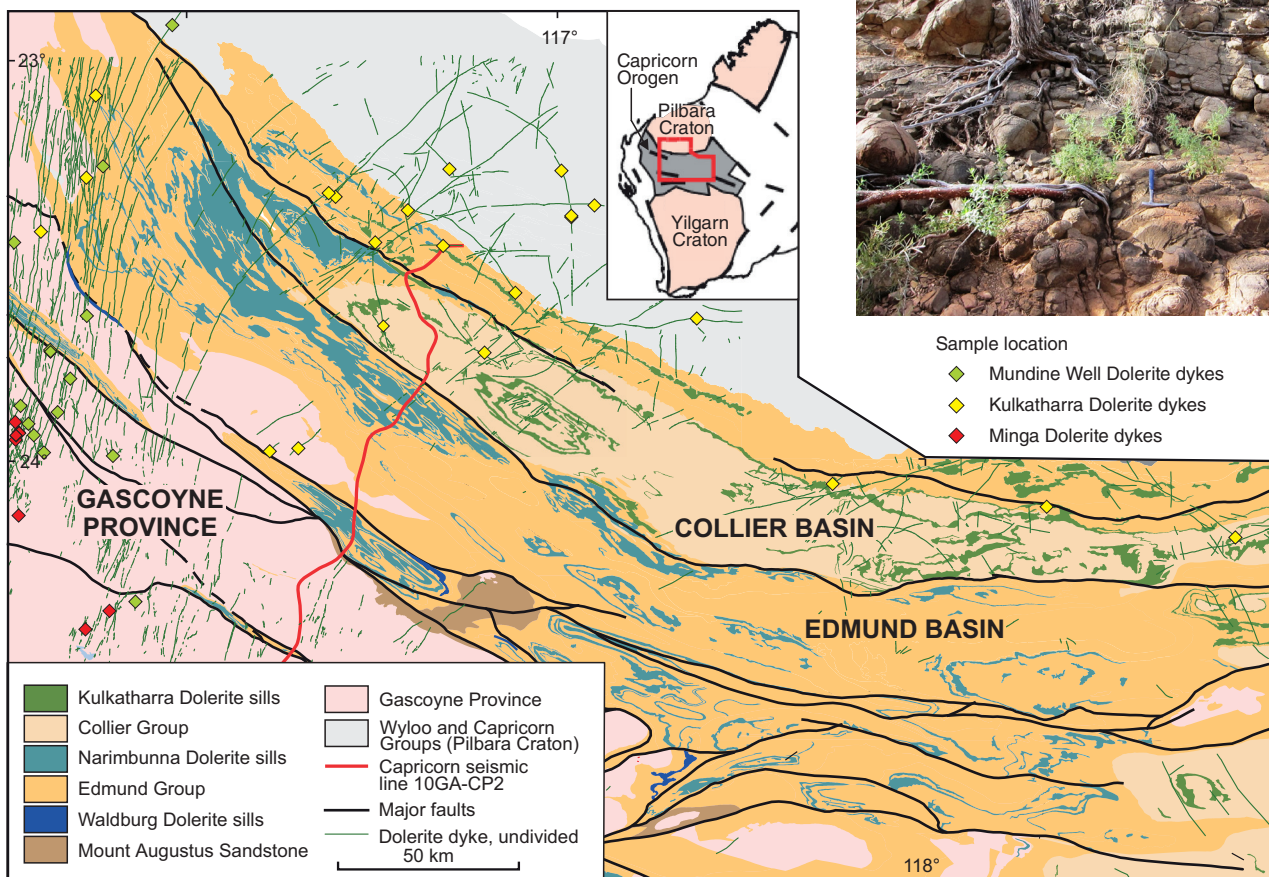 23°
117°
Capricorn
Orogen
Pilbara
Craton
Yilgarn
Craton
Sample location
Mundine Well Dolerite dykes
Kulkatharra Dolerite dykes
Minga Dolerite dykes
24
GASCOYNE
PROVINCE
COLLIER BASIN
EDMUND BASIN
Kulkatharra Dolerite sills
Collier Group
Narimbunna Dolerite sills
Edmund Group
Waldburg Dolerite sills
Mount Augustus Sandstone
Gascoyne Province
Wyloo and Capricorn
Groups (Pilbara Craton)
Capricorn seismic
line 10GA-CP2
Major faults
Dolerite dyke, undivided
50 km
118°